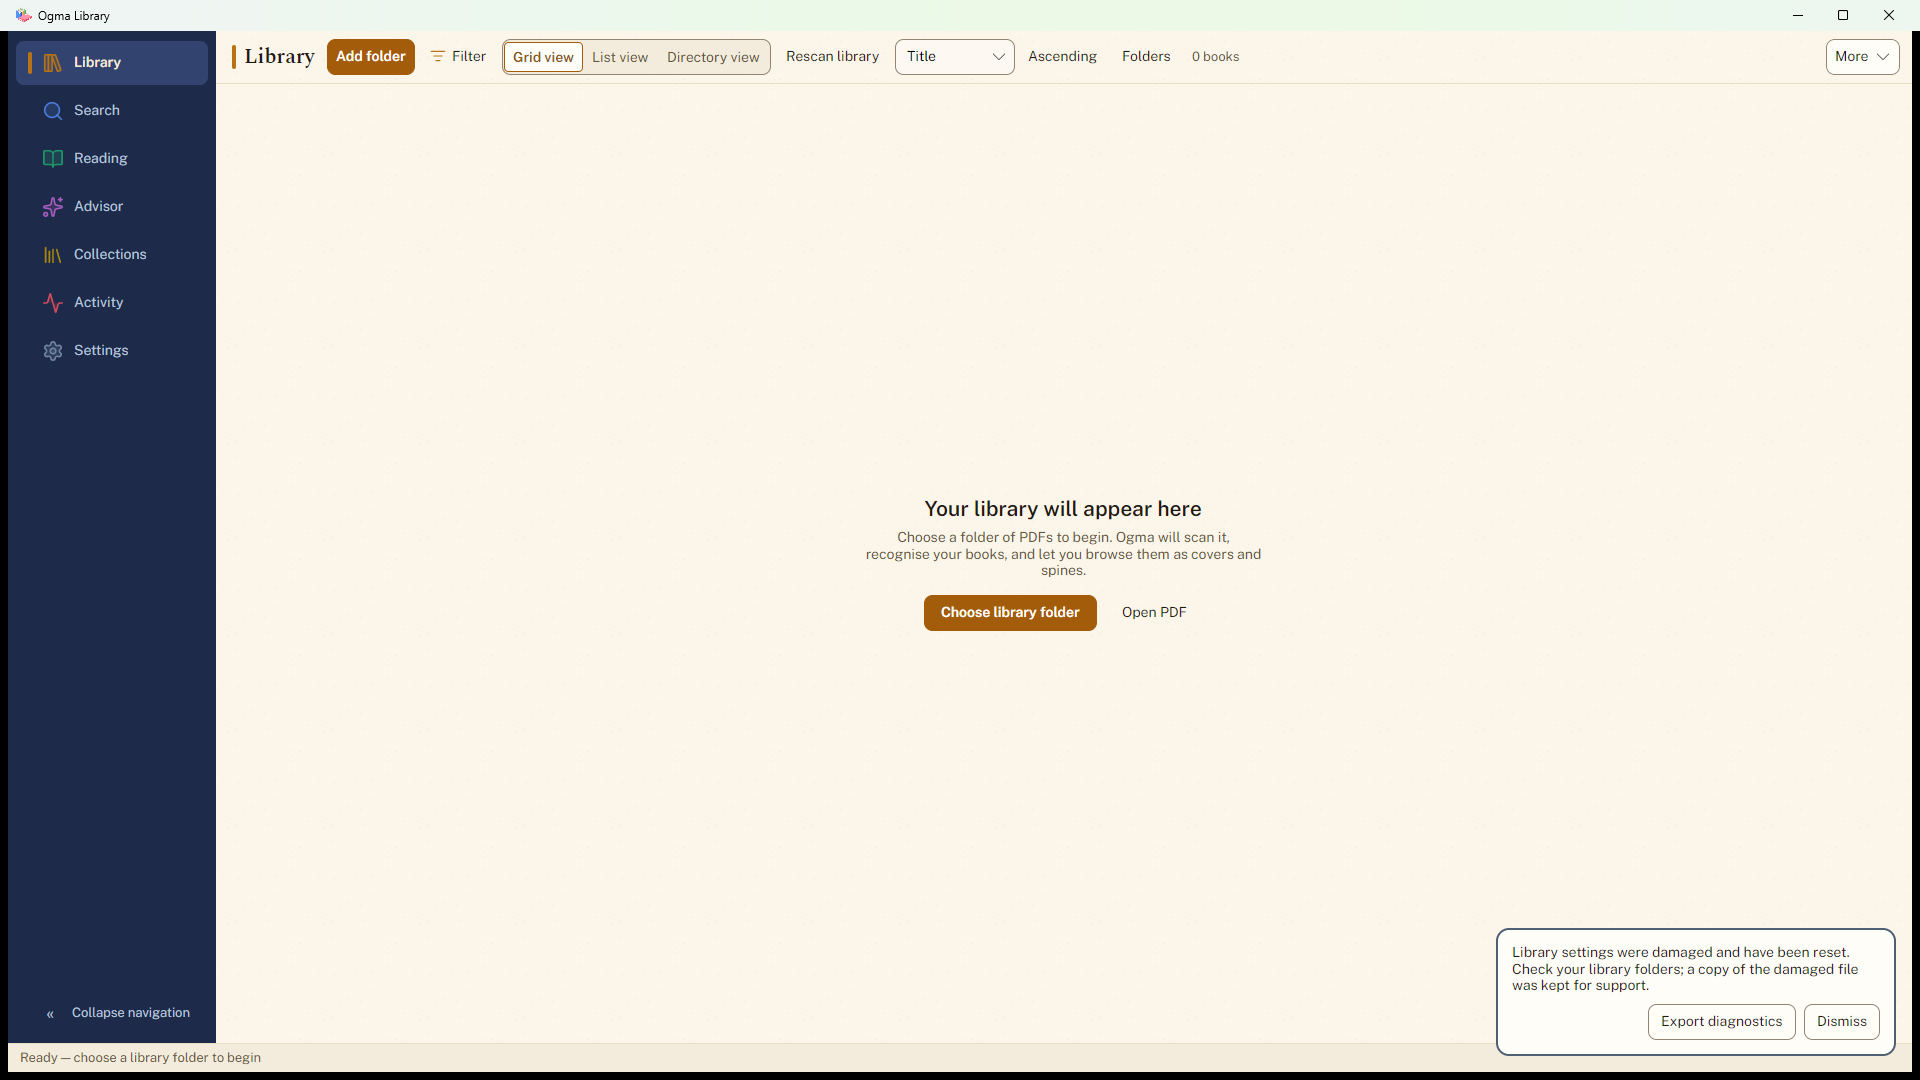 Ogma Library
Library
Search
Reading
Advisor
Collections
Activity
Settings
« Collapse navigation
Library
Add folder
Filter
Grid view
List view
Directory view
Rescan library
Title
Ascending
Folders
0 books
More
Your library will appear here
Choose a folder of PDFs to begin. Ogma will scan it,
recognise your books, and let you browse them as covers and
spines.
Choose library folder
Open PDF
Library settings were damaged and have been reset.
Check your library folders; a copy of the damaged file
was kept for support.
Export diagnostics
Dismiss
Ready — choose a library folder to begin